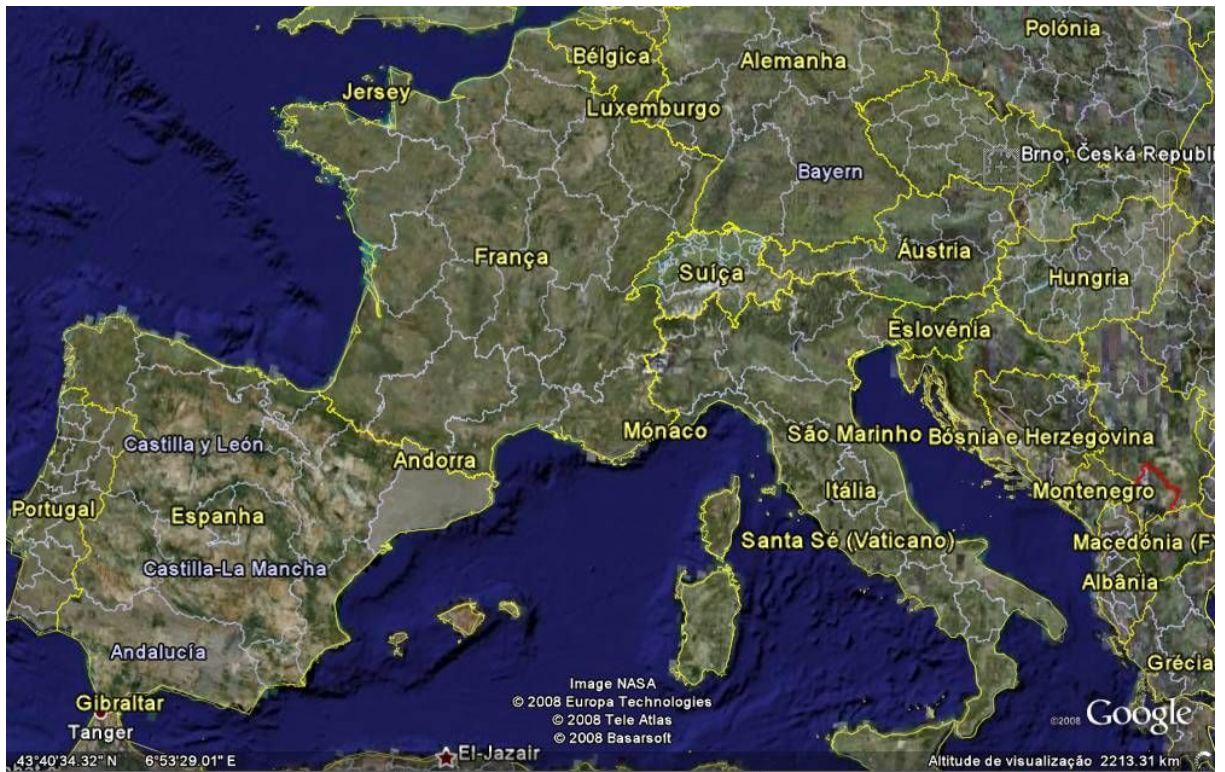 Polónia
Bélgica
Alemanha
Jersey
Luxemburgo
Brno, Česká Republi
Bayern
França
Áustria
Suíça
Hungria
Eslovénia
Mónaco
São Marinho
Bósnia e Herzegovina
Castilla y León
Andorra
Itália
Montenegro
Portugal
Espanha
Santa Sé (Vaticano)
Macedónia (FY
Castilla-La Mancha
Albânia
Andalucía
Grécia
Gibraltar
Tanger
Image NASA
© 2008 Europa Technologies
© 2008 Tele Atlas
© 2008 Basarsoft
©2008 Google
El-Jazair
43°40'34.32" N 6°53'29.01" E
Altitude de visualização 2213.31 km